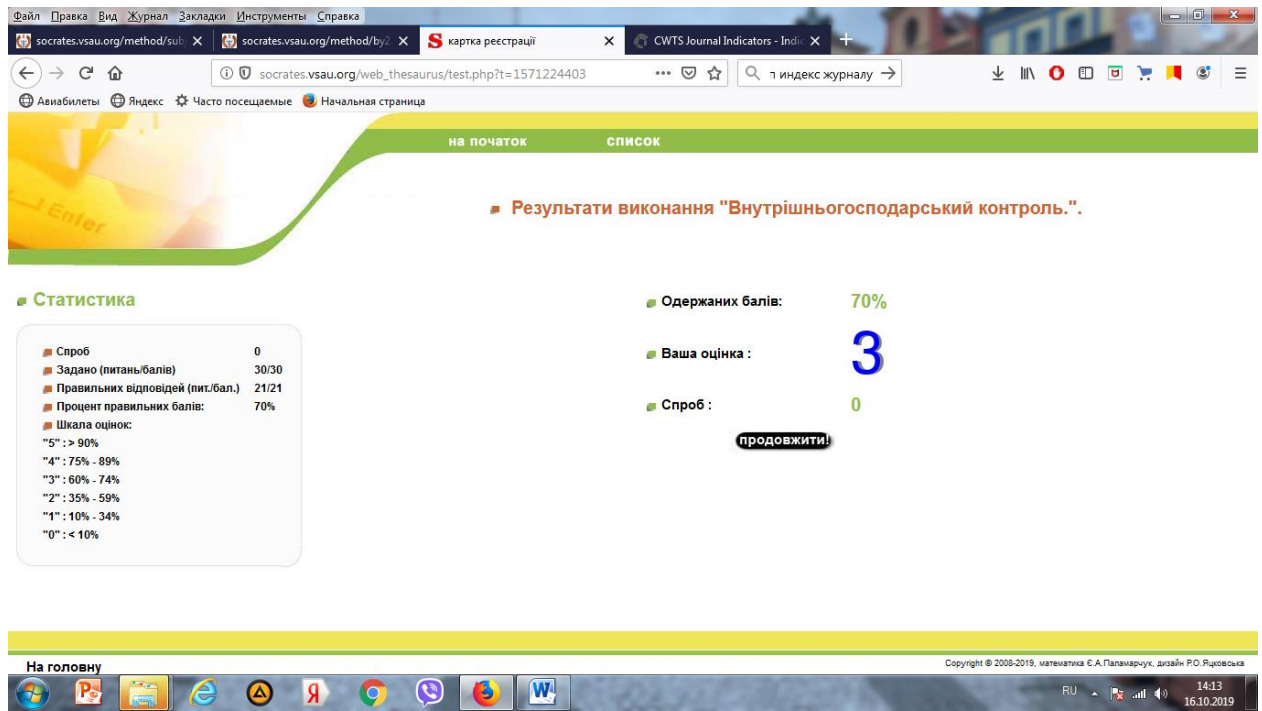 Файл Правка Вид Журнал Закладки Инструменты Справка
socrates.vsau.org/method/sub
socrates.vsau.org/method/by2
картка реєстрації
CWTS Journal Indicators - Indic
socrates.vsau.org/web_thesaurus/test.php?t=1571224403
индекс журналу
Авиабилеты Яндекс Часто посещаемые Начальная страница
на початок список
Enter
Результати виконання "Внутрішньогосподарський контроль.".
Статистика
Спроб 0
Задано (питань/балів) 30/30
Правильних відповідей (пит./бал.) 21/21
Процент правильних балів: 70%
Шкала оцінок:
"5" : > 90%
"4" : 75% - 89%
"3" : 60% - 74%
"2" : 35% - 59%
"1" : 10% - 34%
"0" : < 10%
Одержаних балів: 70%
Ваша оцінка : 3
Спроб : 0
продовжити!
На головну
Copyright © 2008-2019, математика Є.А.Паламарчук, дизайн Р.О.Яцковська
RU
14:13
16.10.2019